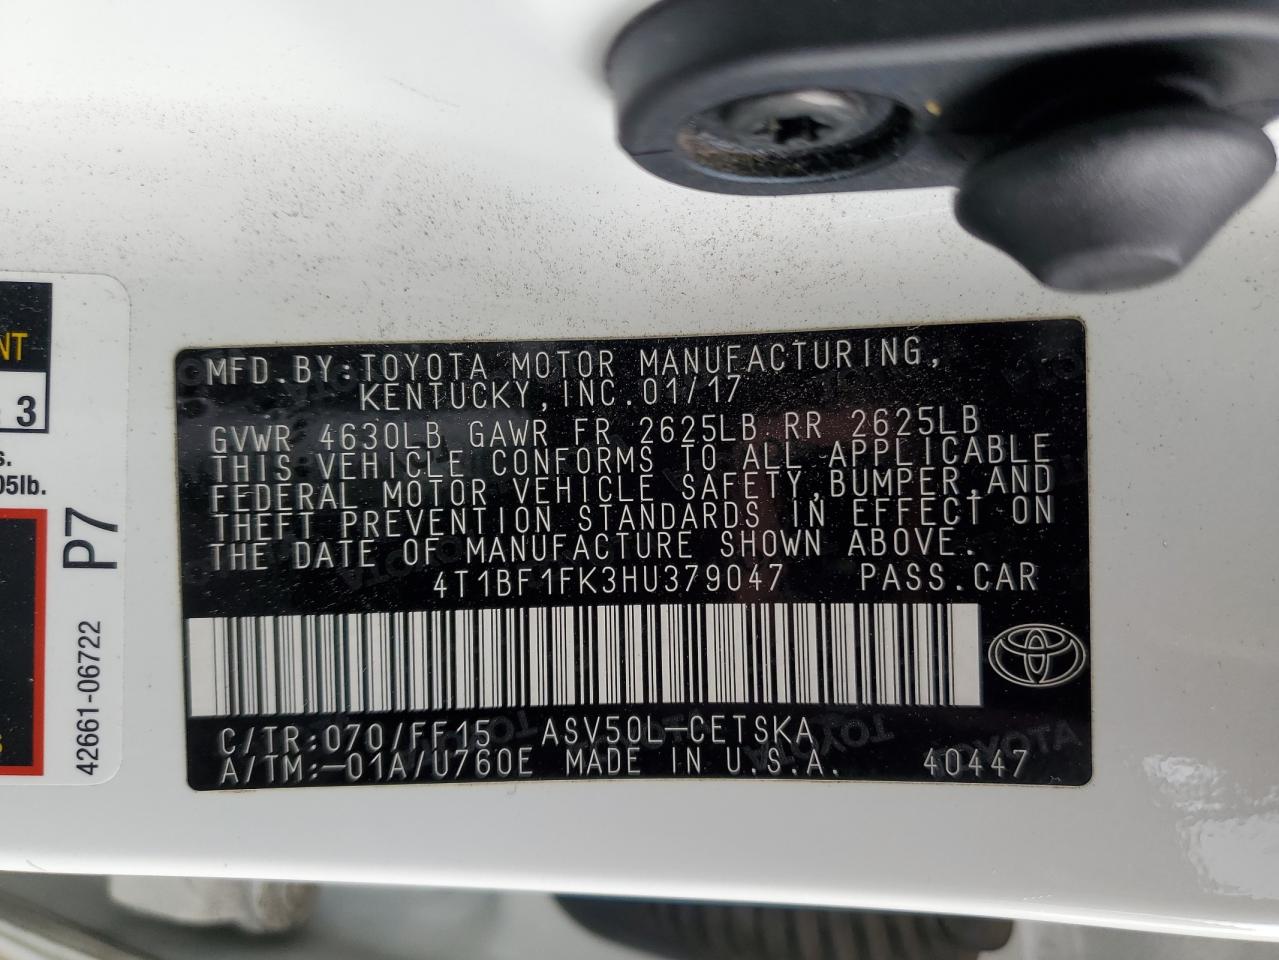 MFD.BY:TOYOTA MOTOR MANUFACTURING,
KENTUCKY,INC.01/17
GVWR 4630LB GAWR FR 2625LB RR 2625LB
THIS VEHICLE CONFORMS TO ALL APPLICABLE
FEDERAL MOTOR VEHICLE SAFETY,BUMPER,AND
THEFT PREVENTION STANDARDS IN EFFECT ON
THE DATE OF MANUFACTURE SHOWN ABOVE.
4T1BF1FK3HU379047 PASS.CAR
C/TR:070/FF15 ASV50L-CETSKA
A/TM:-01A/U760E MADE IN U.S.A. 40447
NT
3
s.
05lb.
P7
42661-06722